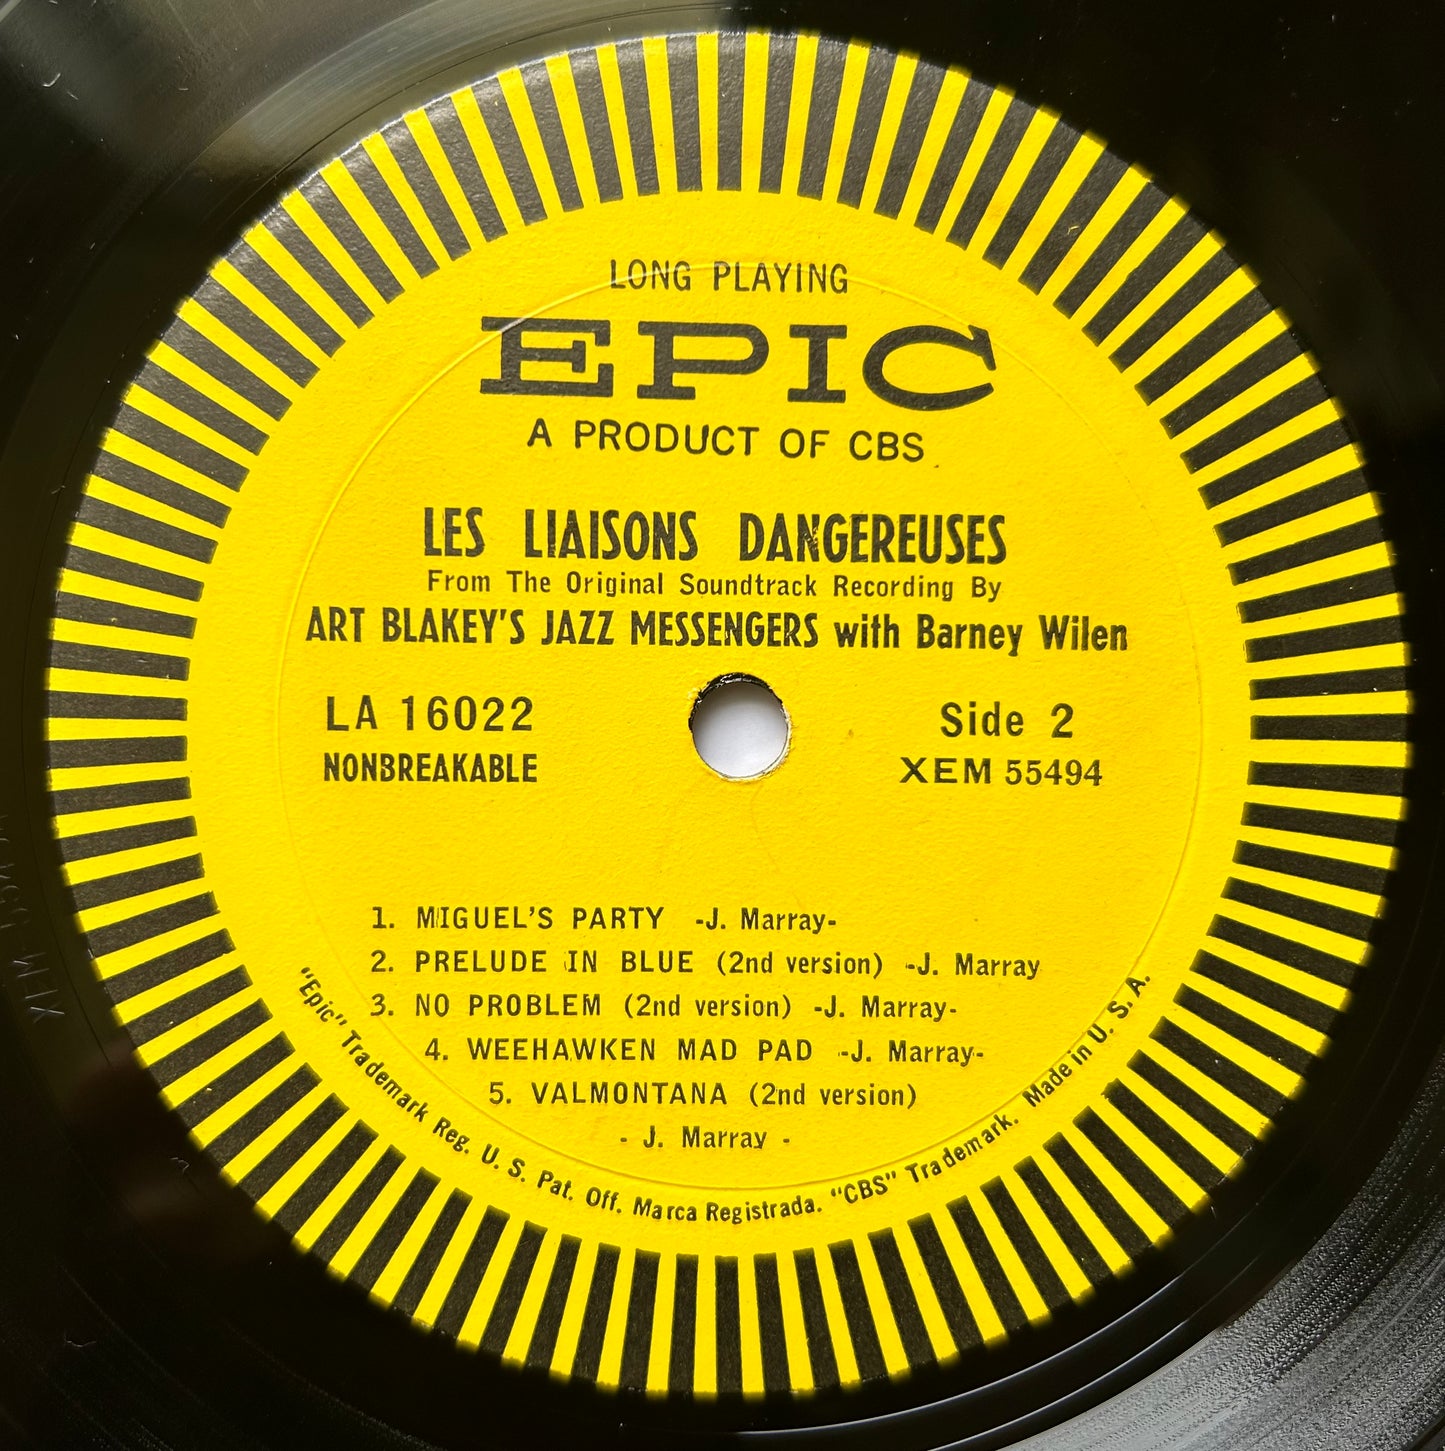 LONG PLAYING
EPIC
A PRODUCT OF CBS
LES LIAISONS DANGEREUSES
From The Original Soundtrack Recording By
ART BLAKEY'S JAZZ MESSENGERS with Barney Wilen
LA 16022
NONBREAKABLE
Side 2
XEM 55494
1. MIGUEL'S PARTY -J. Marray-
2. PRELUDE IN BLUE (2nd version) -J. Marray
3. NO PROBLEM (2nd version) -J. Marray-
4. WEEHAWKEN MAD PAD -J. Marray-
5. VALMONTANA (2nd version)
- J. Marray -
"Epic" Trademark Reg. U. S. Pat. Off. Marca Registrada. "CBS" Trademark. Made in U. S. A.